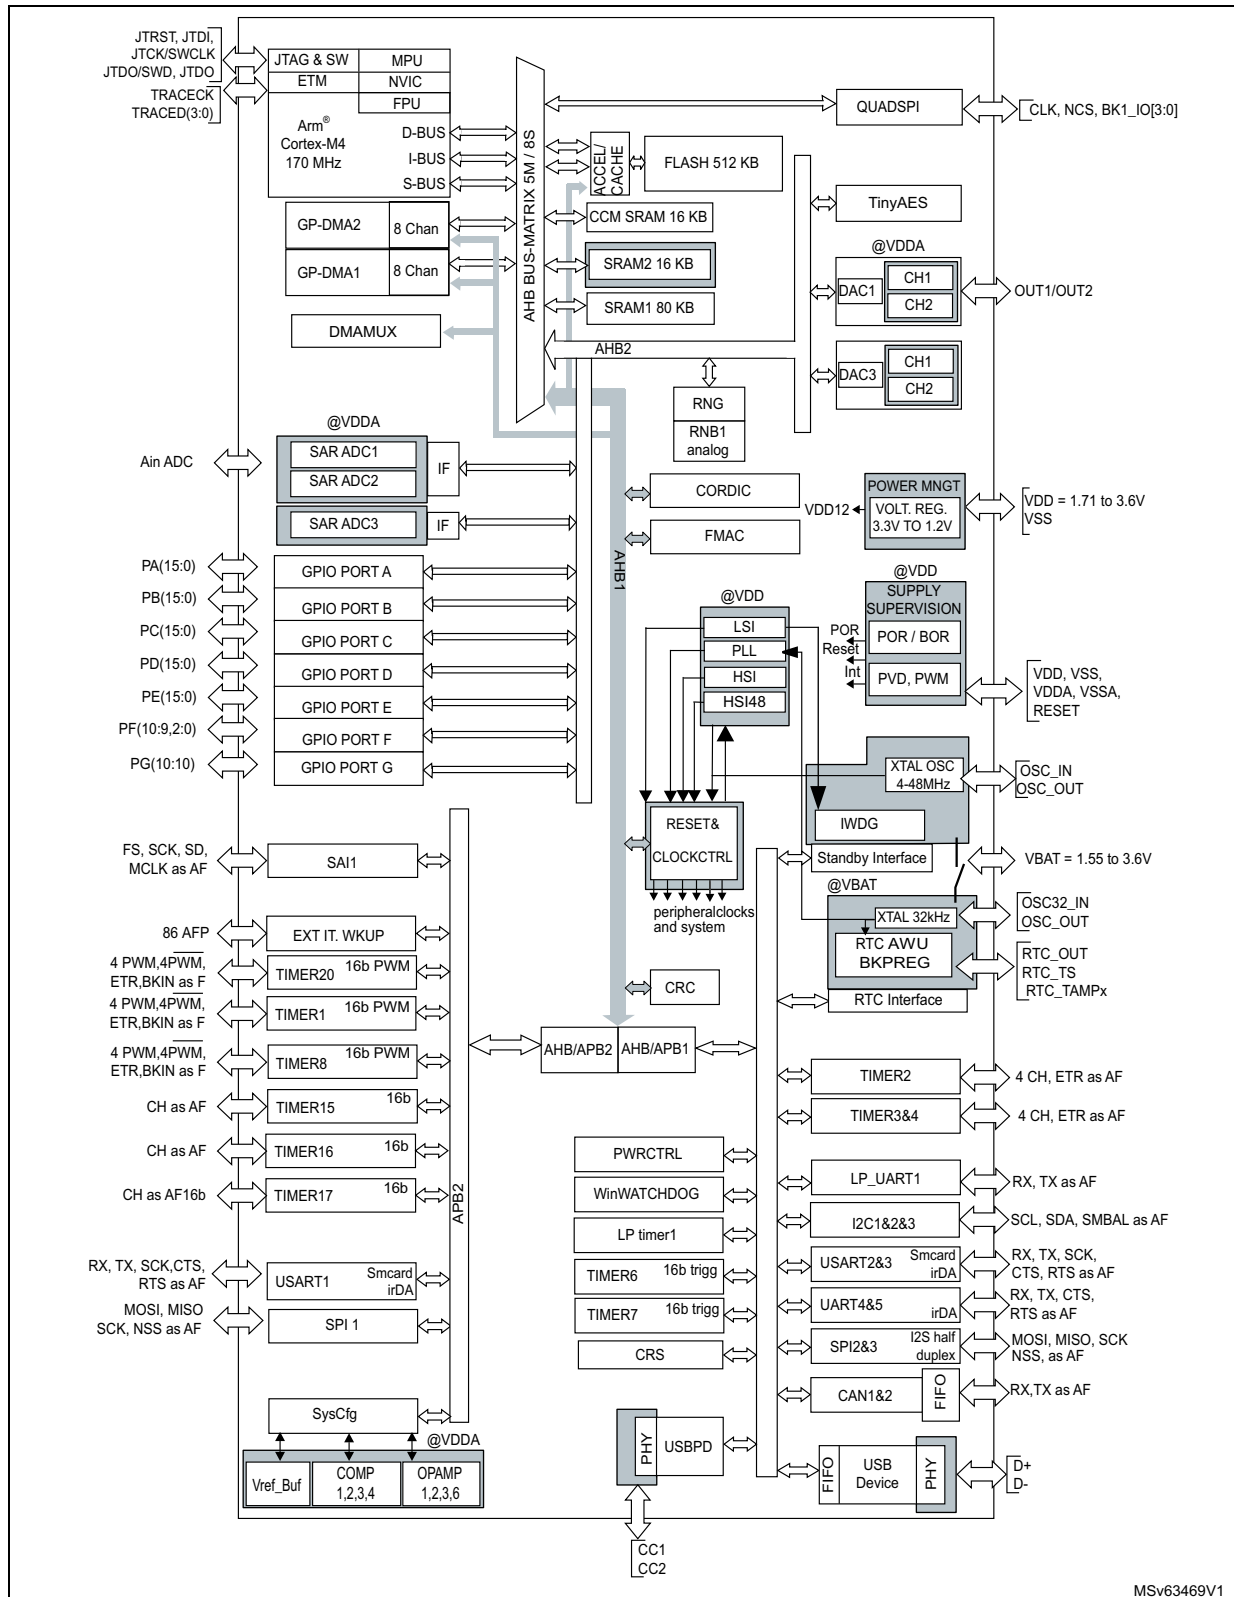 JTRST, JTDI,
JTCK/SWCLK
JTDO/SWD, JTDO
TRACECK
TRACED(3:0)
JTAG & SW
MPU
ETM
NVIC
FPU
Arm®
Cortex-M4
170 MHz
D-BUS
I-BUS
S-BUS
GP-DMA2
8 Chan
GP-DMA1
8 Chan
DMAMUX
AHB BUS-MATRIX 5M / 8S
ACCEL/
CACHE
FLASH 512 KB
CCM SRAM 16 KB
SRAM2 16 KB
SRAM1 80 KB
AHB2
QUADSPI
CLK, NCS, BK1_IO[3:0]
TinyAES
@VDDA
DAC1
CH1
CH2
OUT1/OUT2
DAC3
CH1
CH2
RNG
RNB1
analog
@VDDA
Ain ADC
SAR ADC1
SAR ADC2
IF
SAR ADC3
IF
CORDIC
FMAC
AHB1
POWER MNGT
VDD12
VOLT. REG.
3.3V TO 1.2V
VDD = 1.71 to 3.6V
VSS
PA(15:0)
GPIO PORT A
PB(15:0)
GPIO PORT B
PC(15:0)
GPIO PORT C
PD(15:0)
GPIO PORT D
PE(15:0)
GPIO PORT E
PF(10:9,2:0)
GPIO PORT F
PG(10:10)
GPIO PORT G
@VDD
LSI
PLL
HSI
HSI48
@VDD
SUPPLY
SUPERVISION
POR
Reset
Int
POR / BOR
PVD, PWM
VDD, VSS,
VDDA, VSSA,
RESET
XTAL OSC
4-48MHz
OSC_IN
OSC_OUT
IWDG
Standby Interface
VBAT = 1.55 to 3.6V
@VBAT
XTAL 32kHz
OSC32_IN
OSC_OUT
RTC AWU
BKPREG
RTC_OUT
RTC_TS
RTC_TAMPx
RTC Interface
RESET&
CLOCKCTRL
peripheralclocks
and system
CRC
AHB/APB2
AHB/APB1
FS, SCK, SD,
MCLK as AF
SAI1
86 AFP
EXT IT. WKUP
4 PWM,4PWM,
ETR,BKIN as F
TIMER20
16b PWM
4 PWM,4PWM,
ETR,BKIN as F
TIMER1
16b PWM
4 PWM,4PWM,
ETR,BKIN as F
TIMER8
16b PWM
CH as AF
TIMER15
16b
CH as AF
TIMER16
16b
CH as AF16b
TIMER17
16b
APB2
RX, TX, SCK,CTS,
RTS as AF
USART1
Smcard
irDA
MOSI, MISO
SCK, NSS as AF
SPI 1
SysCfg
@VDDA
Vref_Buf
COMP
1,2,3,4
OPAMP
1,2,3,6
PWRCTRL
WinWATCHDOG
LP timer1
TIMER6
16b trigg
TIMER7
16b trigg
CRS
PHY
USBPD
CC1
CC2
TIMER2
4 CH, ETR as AF
TIMER3&4
4 CH, ETR as AF
LP_UART1
RX, TX as AF
I2C1&2&3
SCL, SDA, SMBAL as AF
USART2&3
Smcard
irDA
RX, TX, SCK,
CTS, RTS as AF
UART4&5
irDA
RX, TX, CTS,
RTS as AF
SPI2&3
I2S half
duplex
MOSI, MISO, SCK
NSS, as AF
CAN1&2
FIFO
RX,TX as AF
FIFO
USB
Device
PHY
D+
D-
MSv63469V1